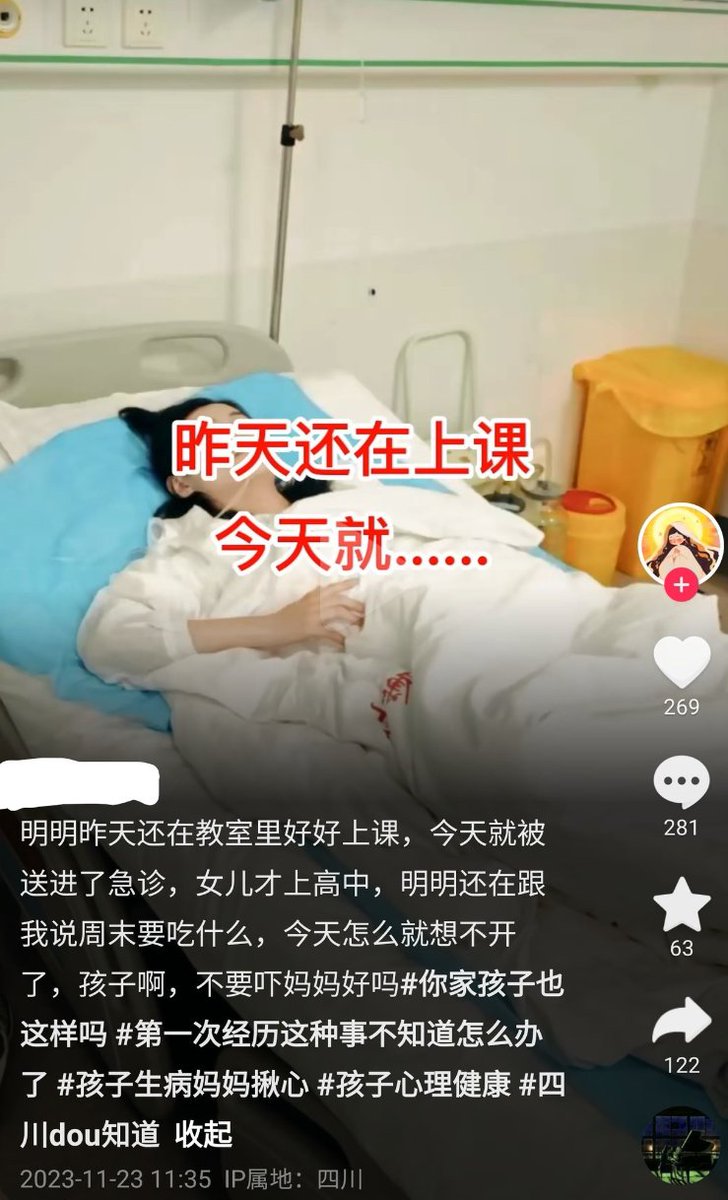 昨天还在上课
今天就......
269
281
63
122
明明昨天还在教室里好好上课，今天就被
送进了急诊，女儿才上高中，明明还在跟
我说周末要吃什么，今天怎么就想不开
了，孩子啊，不要吓妈妈好吗#你家孩子也
这样吗 #第一次经历这种事不知道怎么办
了 #孩子生病妈妈揪心 #孩子心理健康 #四
川dou知道 收起
2023-11-23 11:35 IP属地：四川